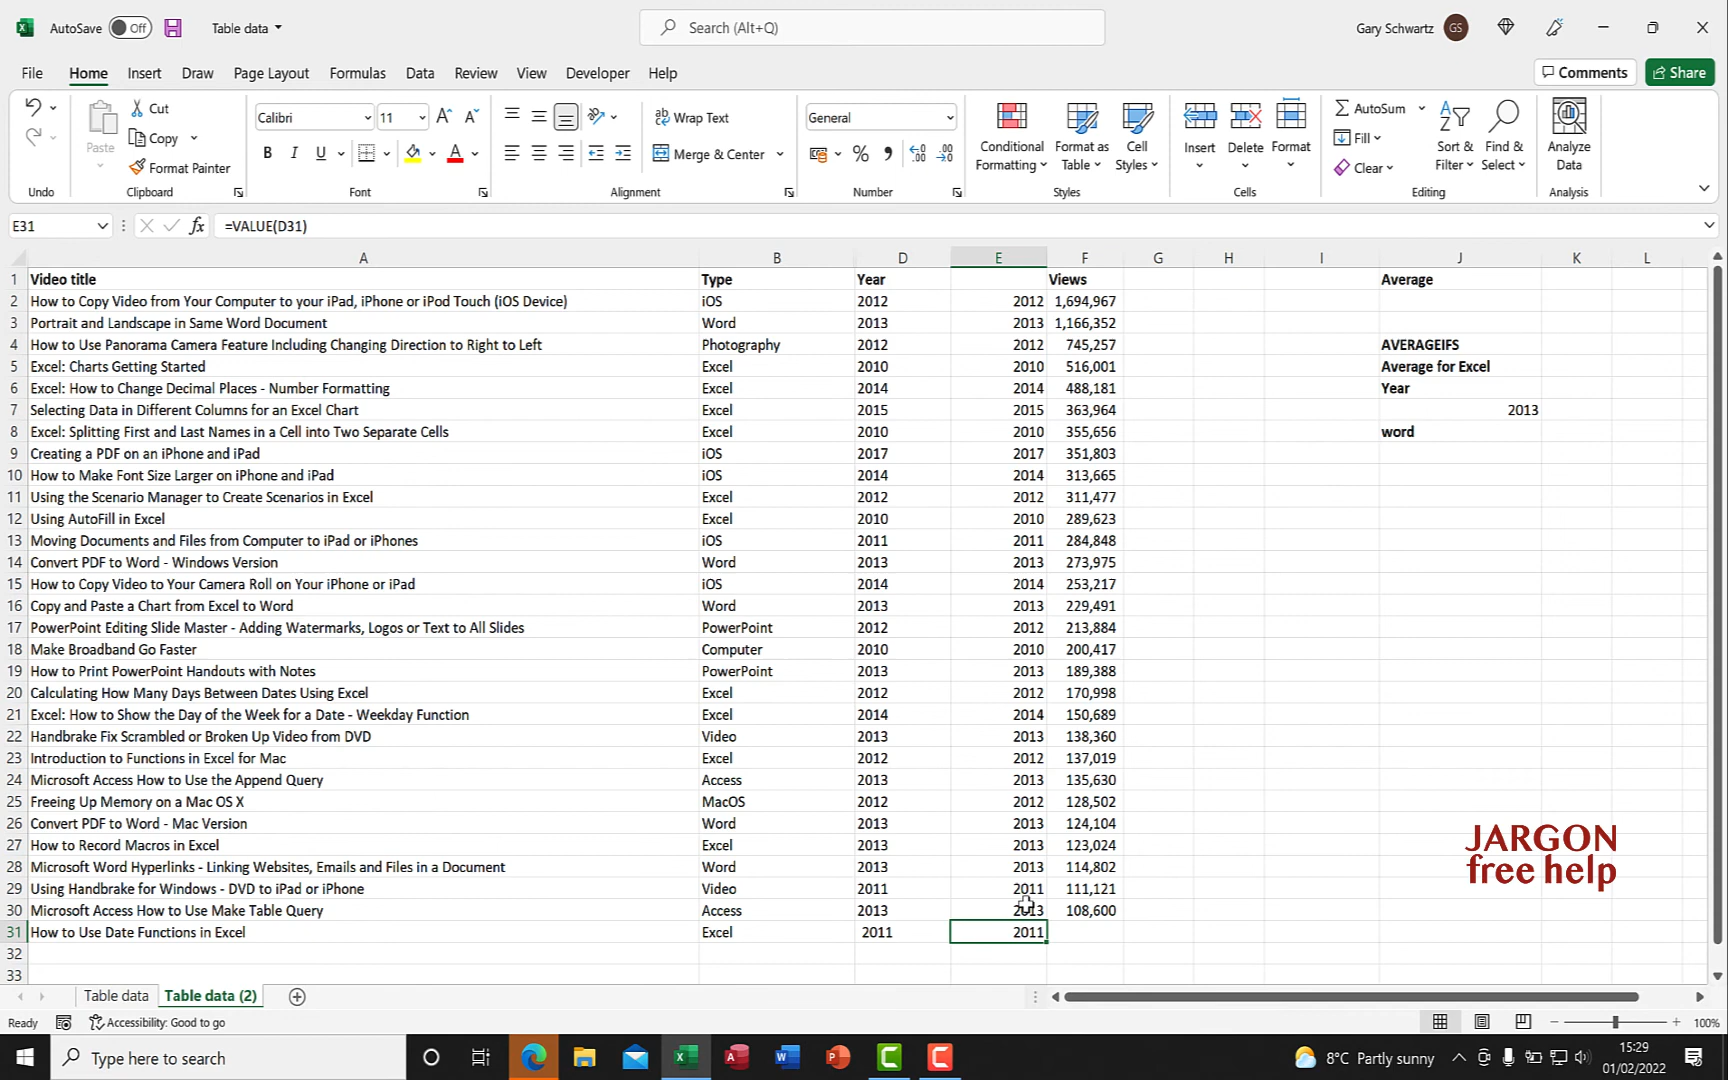 AutoSave Off Table data Search (Alt+Q) Gary Schwartz GS
File Home Insert Draw Page Layout Formulas Data Review View Developer Help Comments Share
Paste Cut Copy Format Painter
Calibri 11 A A B I U A
Wrap Text Merge & Center
General %
Conditional Formatting Format as Table Cell Styles
Insert Delete Format
AutoSum Fill Clear Sort & Filter Find & Select Analyze Data
Undo Clipboard Font Alignment Number Styles Cells Editing Analysis
E31 fx =VALUE(D31)
A B D E F G H I J K L
1 Video title Type Year Views Average
2 How to Copy Video from Your Computer to your iPad, iPhone or iPod Touch (iOS Device) iOS 2012 2012 1,694,967
3 Portrait and Landscape in Same Word Document Word 2013 2013 1,166,352
4 How to Use Panorama Camera Feature Including Changing Direction to Right to Left Photography 2012 2012 745,257 AVERAGEIFS
5 Excel: Charts Getting Started Excel 2010 2010 516,001 Average for Excel
6 Excel: How to Change Decimal Places - Number Formatting Excel 2014 2014 488,181 Year
7 Selecting Data in Different Columns for an Excel Chart Excel 2015 2015 363,964 2013
8 Excel: Splitting First and Last Names in a Cell into Two Separate Cells Excel 2010 2010 355,656 word
9 Creating a PDF on an iPhone and iPad iOS 2017 2017 351,803
10 How to Make Font Size Larger on iPhone and iPad iOS 2014 2014 313,665
11 Using the Scenario Manager to Create Scenarios in Excel Excel 2012 2012 311,477
12 Using AutoFill in Excel Excel 2010 2010 289,623
13 Moving Documents and Files from Computer to iPad or iPhones iOS 2011 2011 284,848
14 Convert PDF to Word - Windows Version Word 2013 2013 273,975
15 How to Copy Video to Your Camera Roll on Your iPhone or iPad iOS 2014 2014 253,217
16 Copy and Paste a Chart from Excel to Word Word 2013 2013 229,491
17 PowerPoint Editing Slide Master - Adding Watermarks, Logos or Text to All Slides PowerPoint 2012 2012 213,884
18 Make Broadband Go Faster Computer 2010 2010 200,417
19 How to Print PowerPoint Handouts with Notes PowerPoint 2013 2013 189,388
20 Calculating How Many Days Between Dates Using Excel Excel 2012 2012 170,998
21 Excel: How to Show the Day of the Week for a Date - Weekday Function Excel 2014 2014 150,689
22 Handbrake Fix Scrambled or Broken Up Video from DVD Video 2013 2013 138,360
23 Introduction to Functions in Excel for Mac Excel 2012 2012 137,019
24 Microsoft Access How to Use the Append Query Access 2013 2013 135,630
25 Freeing Up Memory on a Mac OS X MacOS 2012 2012 128,502
26 Convert PDF to Word - Mac Version Word 2013 2013 124,104
27 How to Record Macros in Excel Excel 2013 2013 123,024
28 Microsoft Word Hyperlinks - Linking Websites, Emails and Files in a Document Word 2013 2013 114,802
29 Using Handbrake for Windows - DVD to iPad or iPhone Video 2011 2011 111,121
30 Microsoft Access How to Use Make Table Query Access 2013 2013 108,600
31 How to Use Date Functions in Excel Excel 2011 2011
32
33
JARGON
free help
Table data Table data (2)
Ready Accessibility: Good to go 100%
Type here to search 8°C Partly sunny 15:29
01/02/2022